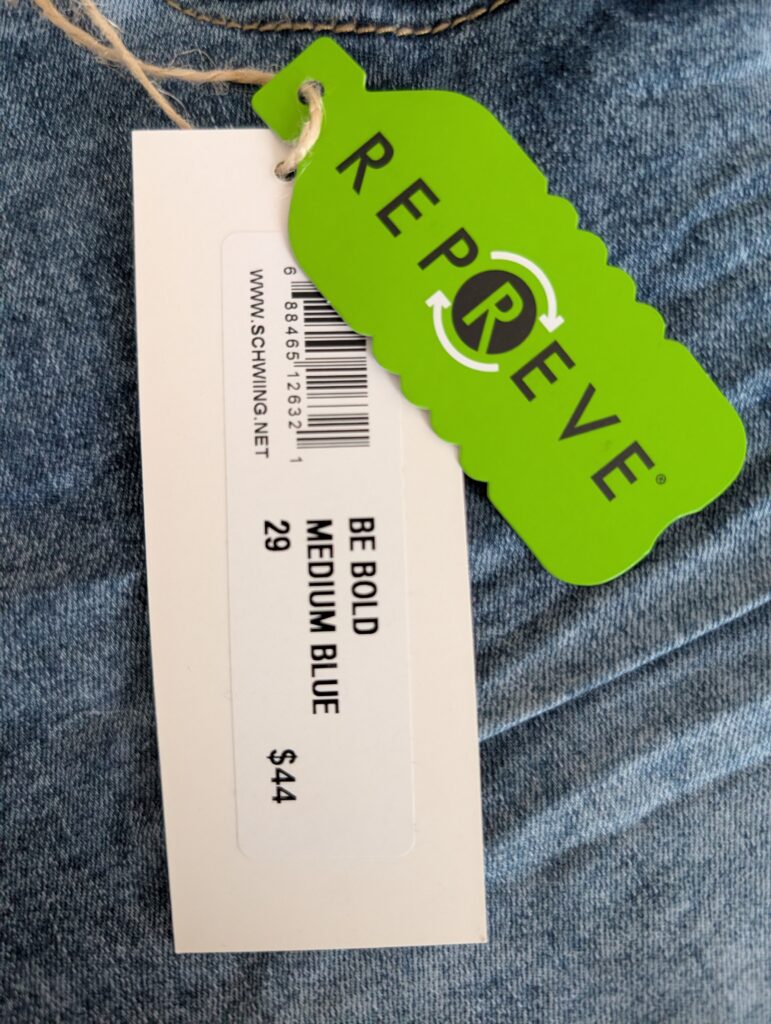 REPREVE®
BE BOLD
MEDIUM BLUE
29
$44
6 88465 12632 1
WWW.SCHWIING.NET